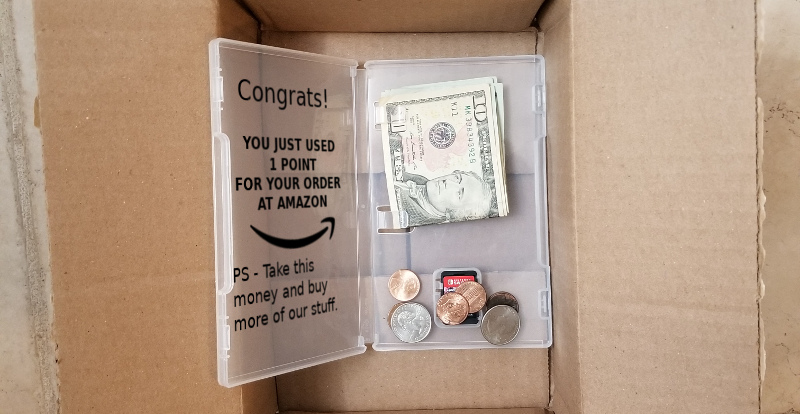 Congrats!
YOU JUST USED
1 POINT
FOR YOUR ORDER
AT AMAZON
PS - Take this
money and buy
more of our stuff.
10